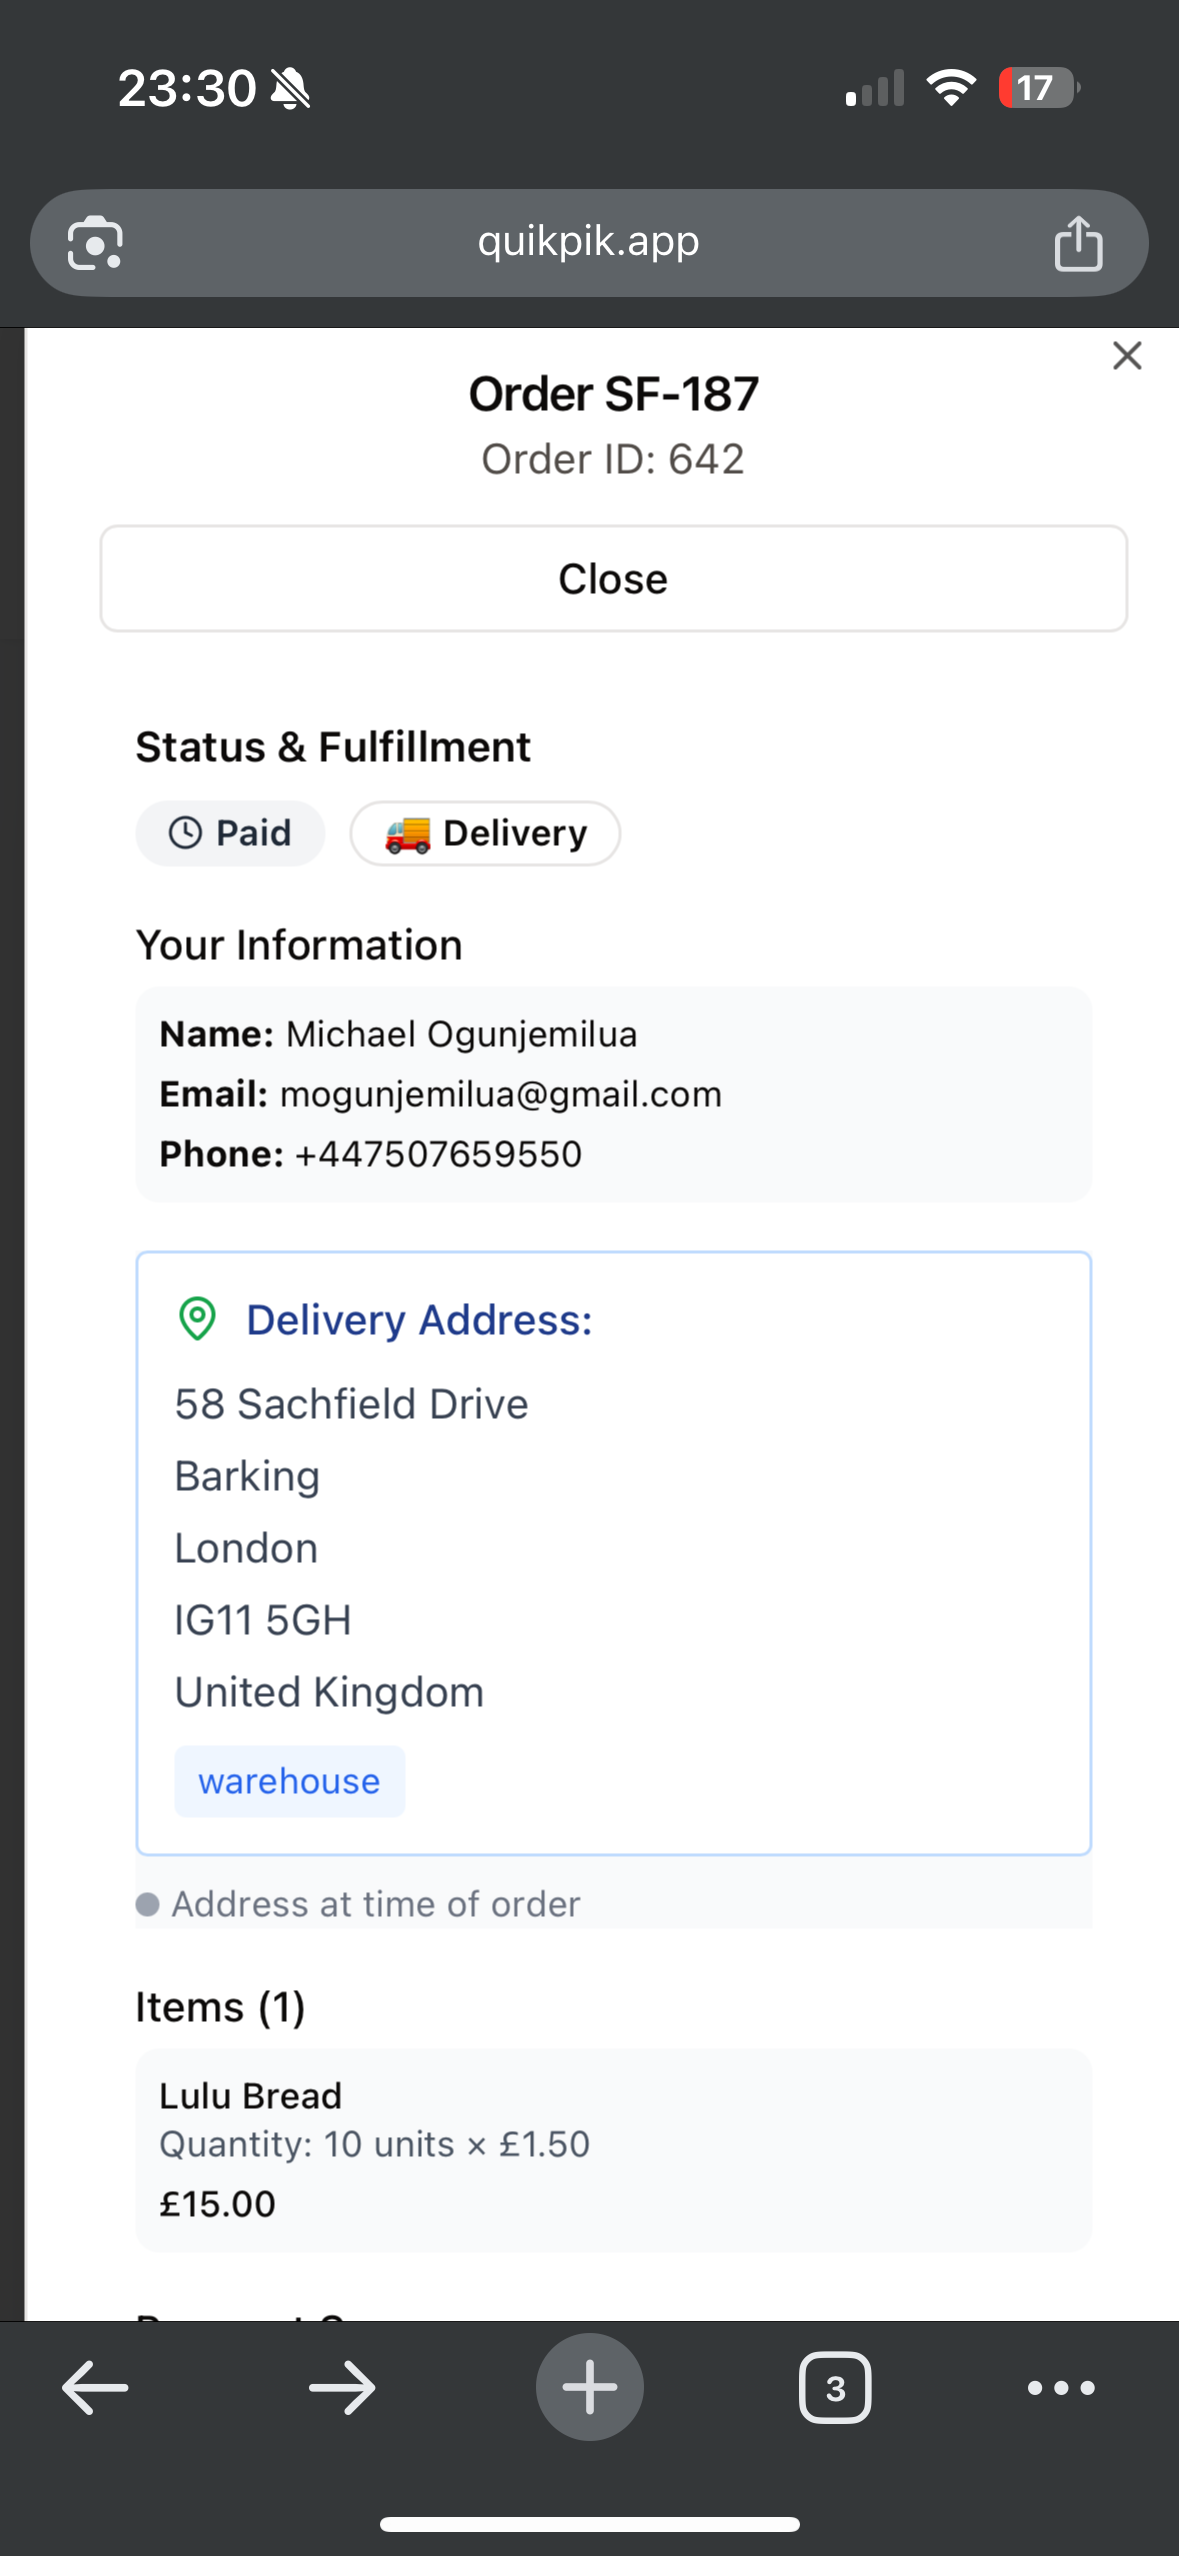 23:30
17
quikpik.app
Order SF-187
Order ID: 642
Close
Status & Fulfillment
Paid
Delivery
Your Information
Name: Michael Ogunjemilua
Email: mogunjemilua@gmail.com
Phone: +447507659550
Delivery Address:
58 Sachfield Drive
Barking
London
IG11 5GH
United Kingdom
warehouse
Address at time of order
Items (1)
Lulu Bread
Quantity: 10 units × £1.50
£15.00
3